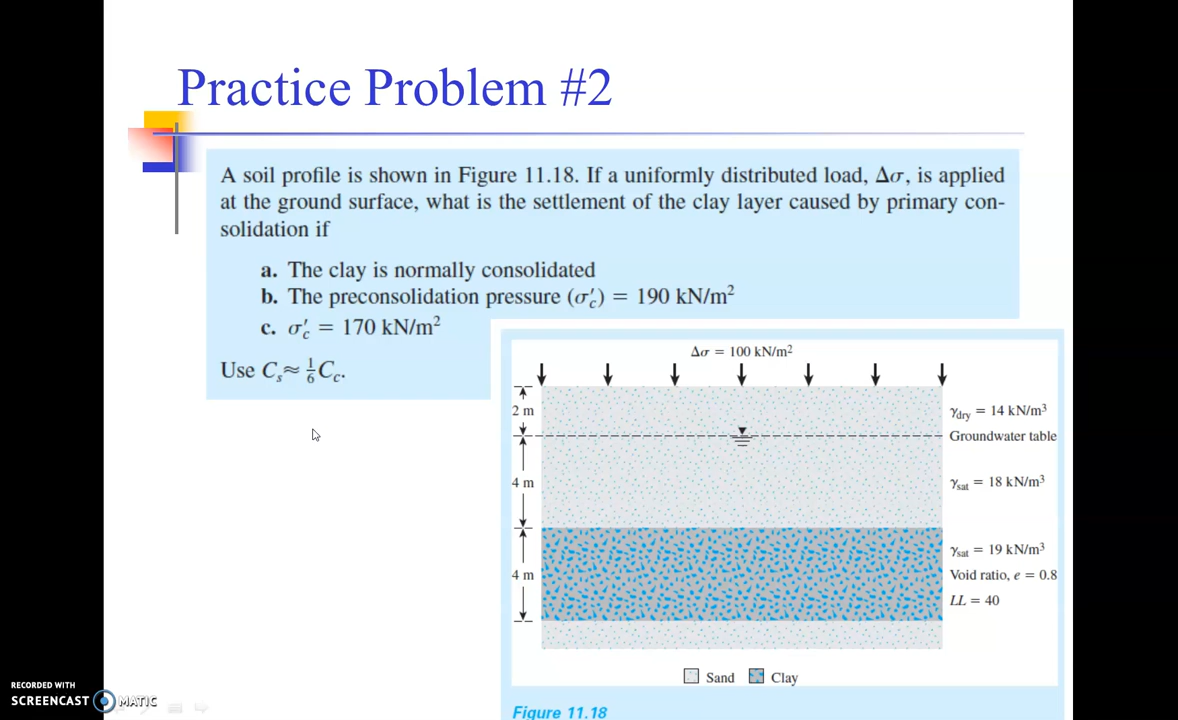 Practice Problem #2
A soil profile is shown in Figure 11.18. If a uniformly distributed load, Δσ, is applied
at the ground surface, what is the settlement of the clay layer caused by primary con-
solidation if
a. The clay is normally consolidated
b. The preconsolidation pressure (σ′c) = 190 kN/m²
c. σ′c = 170 kN/m²
Use Cs ≈ 1/6 Cc.
Δσ = 100 kN/m²
2 m
γdry = 14 kN/m³
Groundwater table
4 m
γsat = 18 kN/m³
γsat = 19 kN/m³
4 m
Void ratio, e = 0.8
LL = 40
Sand
Clay
Figure 11.18
RECORDED WITH
SCREENCAST MATIC